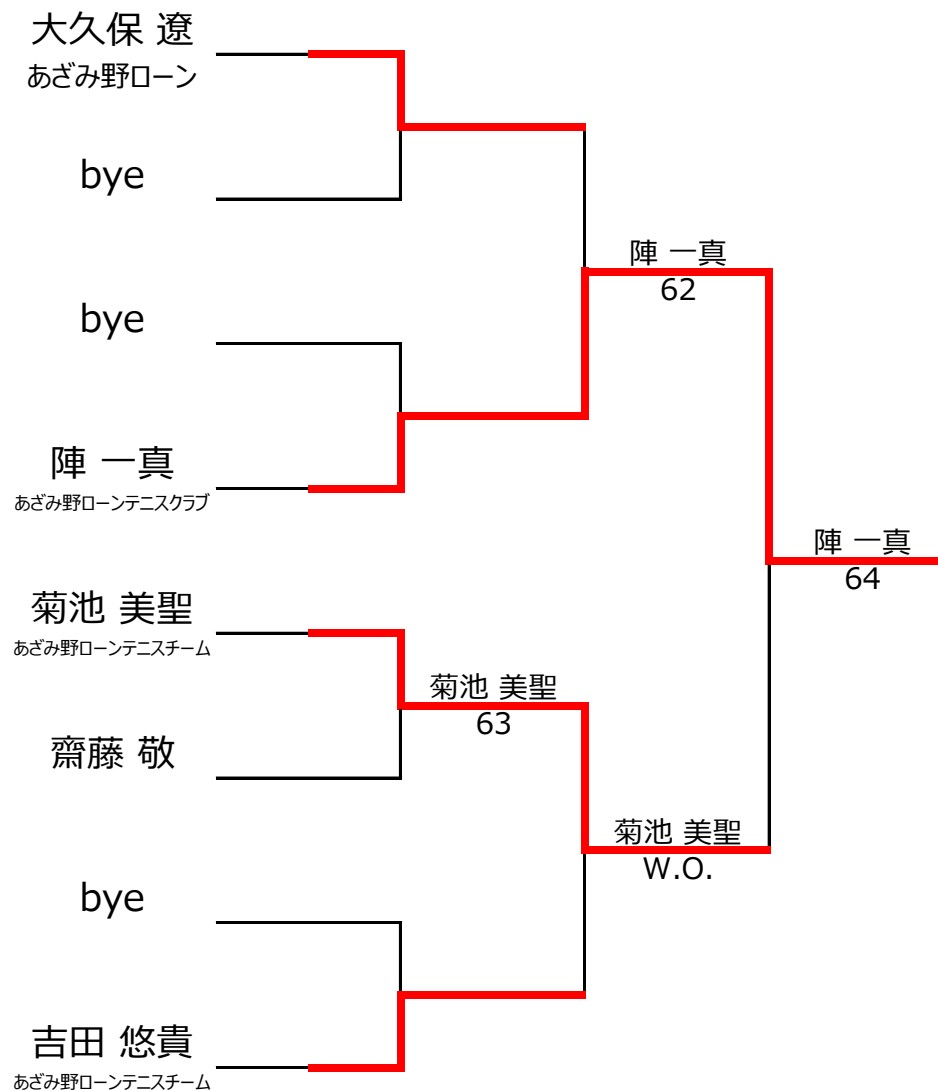 大久保 遼
あざみ野ローン
bye
bye
陣 一真
あざみ野ローンテニスクラブ
菊池 美聖
あざみ野ローンテニスチーム
齋藤 敬
bye
吉田 悠貴
あざみ野ローンテニスチーム
菊池 美聖
63
陣 一真
62
菊池 美聖
W.O.
陣 一真
64